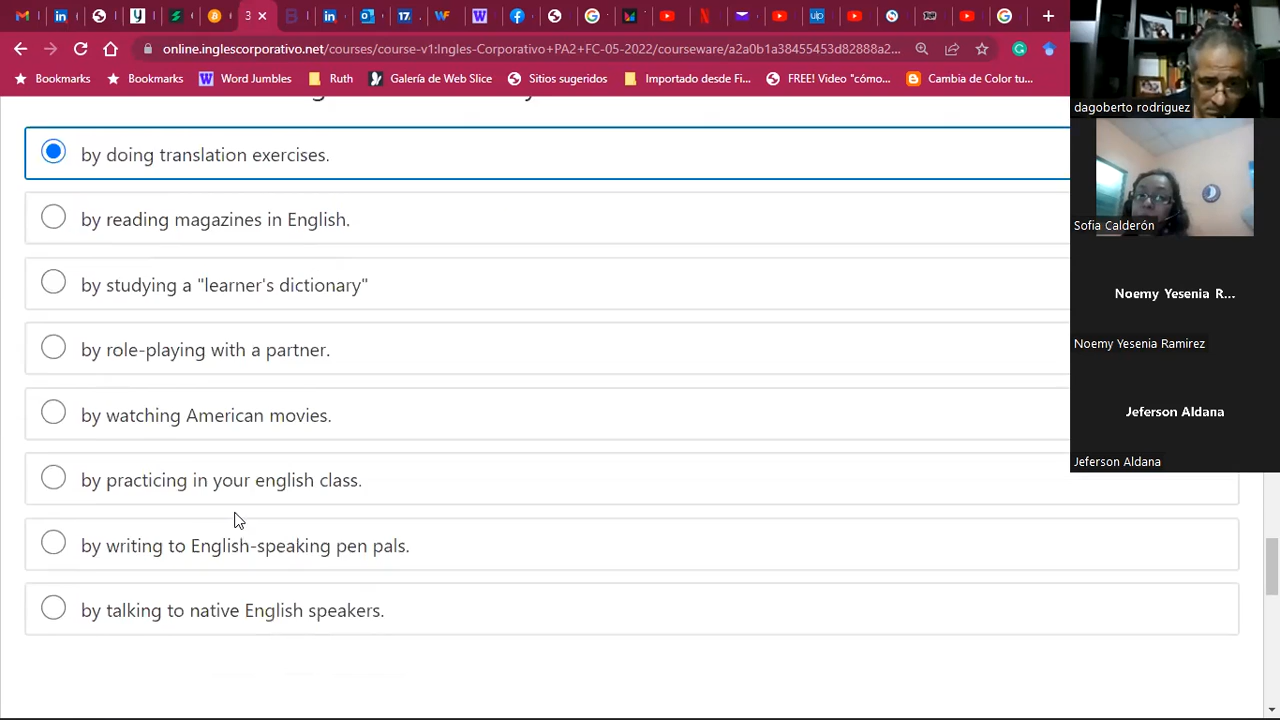 3
17
online.inglescorporativo.net/courses/course-v1:Ingles-Corporativo+PA2+FC-05-2022/courseware/a2a0b1a38455453d82888a2...
Bookmarks
Bookmarks
Word Jumbles
Ruth
Galería de Web Slice
Sitios sugeridos
Importado desde Fi...
FREE! Video "cómo...
Cambia de Color tu...
by doing translation exercises.
by reading magazines in English.
by studying a "learner's dictionary"
by role-playing with a partner.
by watching American movies.
by practicing in your english class.
by writing to English-speaking pen pals.
by talking to native English speakers.
dagoberto rodriguez
Sofia Calderón
Noemy Yesenia R...
Noemy Yesenia Ramirez
Jeferson Aldana
Jeferson Aldana